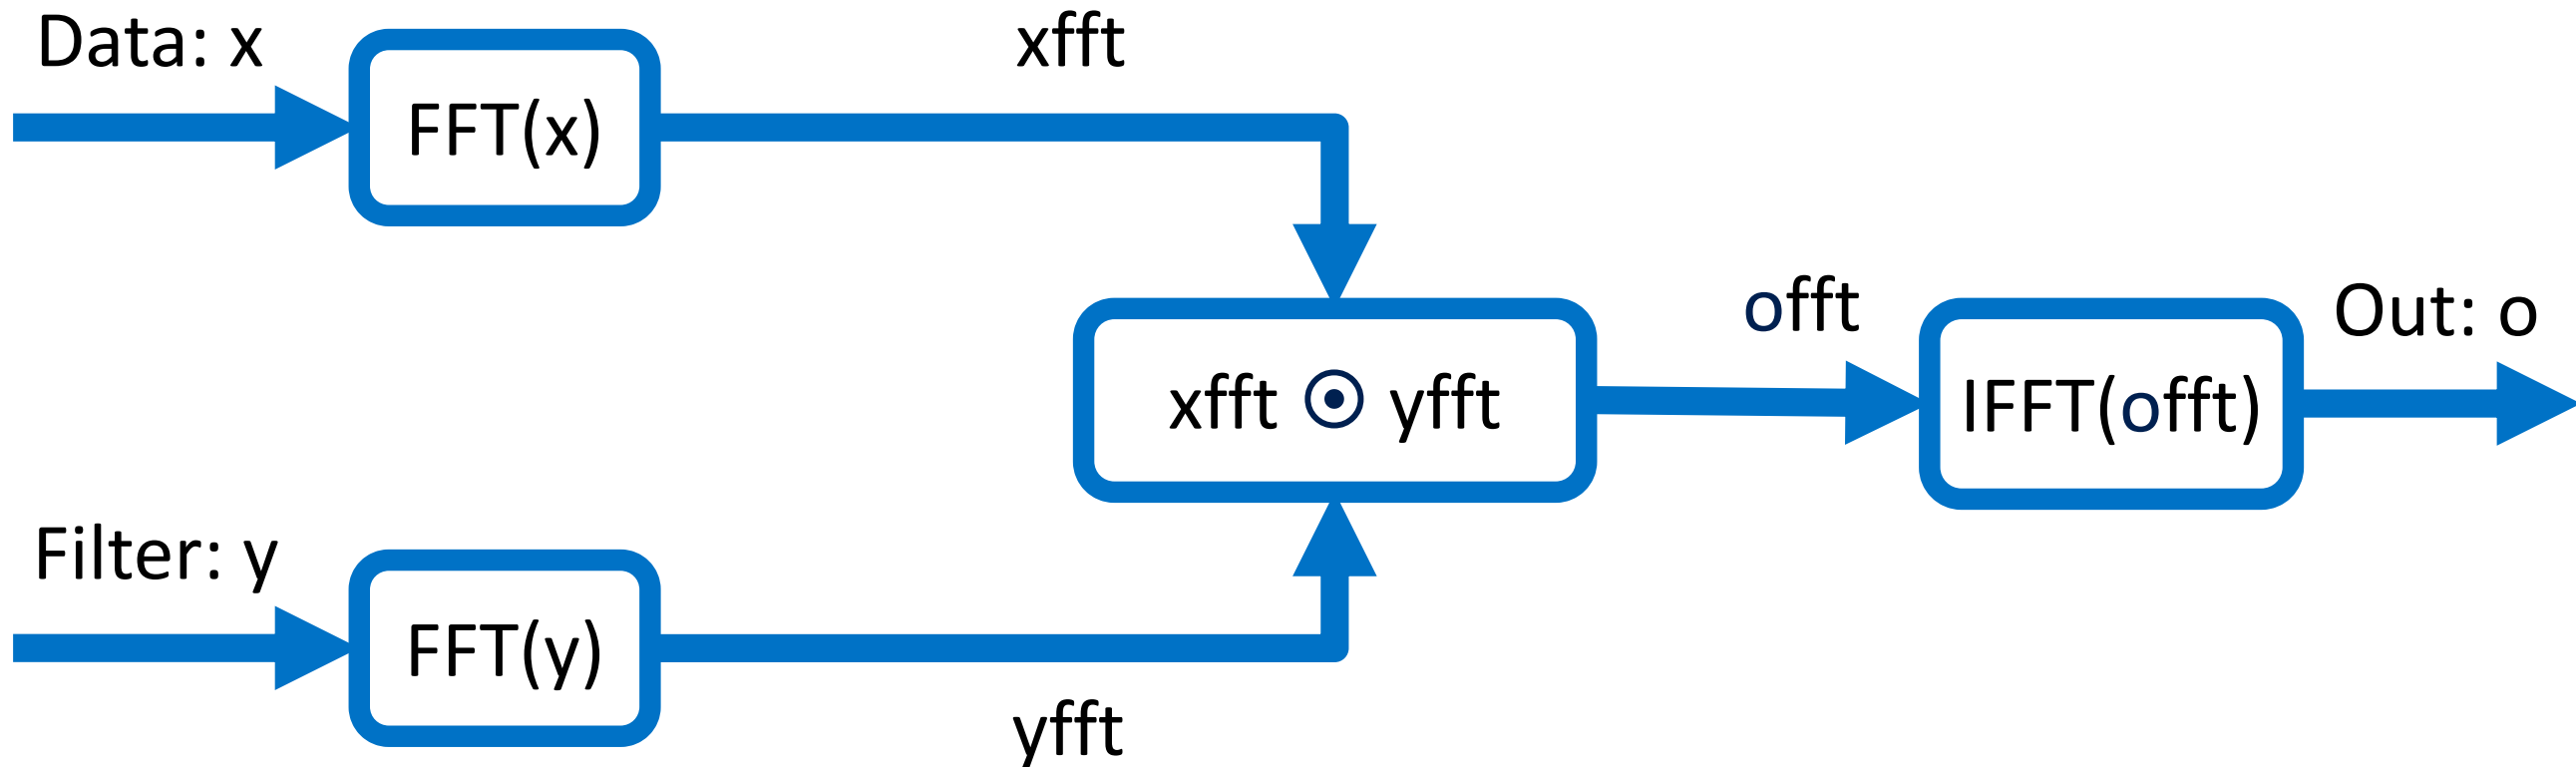 Data: x
xfft
FFT(x)
offt
Out: o
xfft ⊙ yfft
IFFT(offt)
Filter: y
FFT(y)
yfft